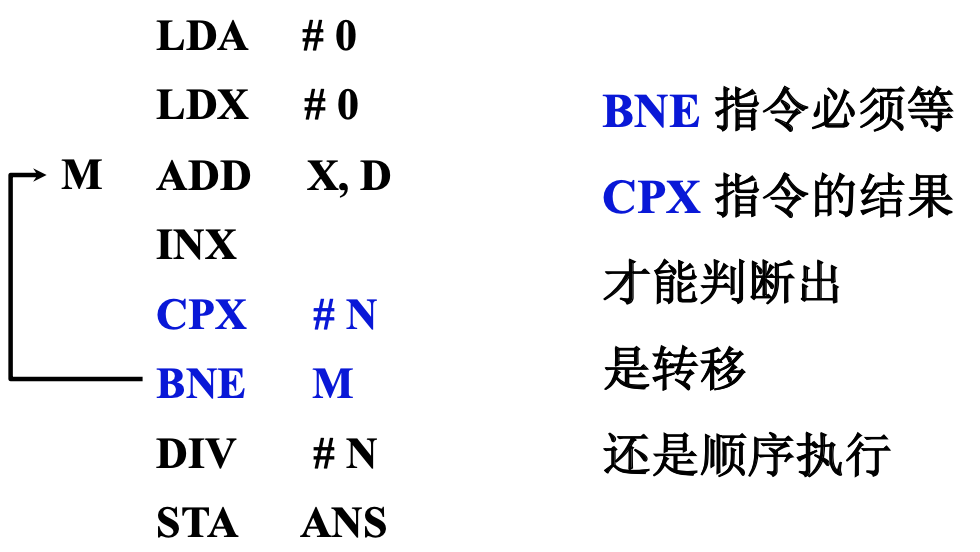 LDA # 0
LDX # 0
M ADD X, D
INX
CPX # N
BNE M
DIV # N
STA ANS
BNE 指令必须等
CPX 指令的结果
才能判断出
是转移
还是顺序执行